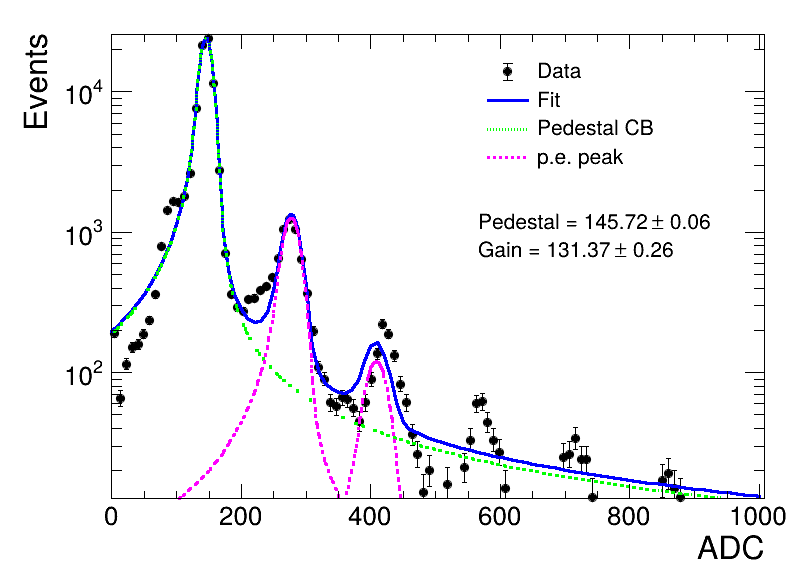 Events
10^4
10^3
10^2
Data
Fit
Pedestal CB
p.e. peak
Pedestal = 145.72 ± 0.06
Gain = 131.37 ± 0.26
0 200 400 600 800 1000
ADC